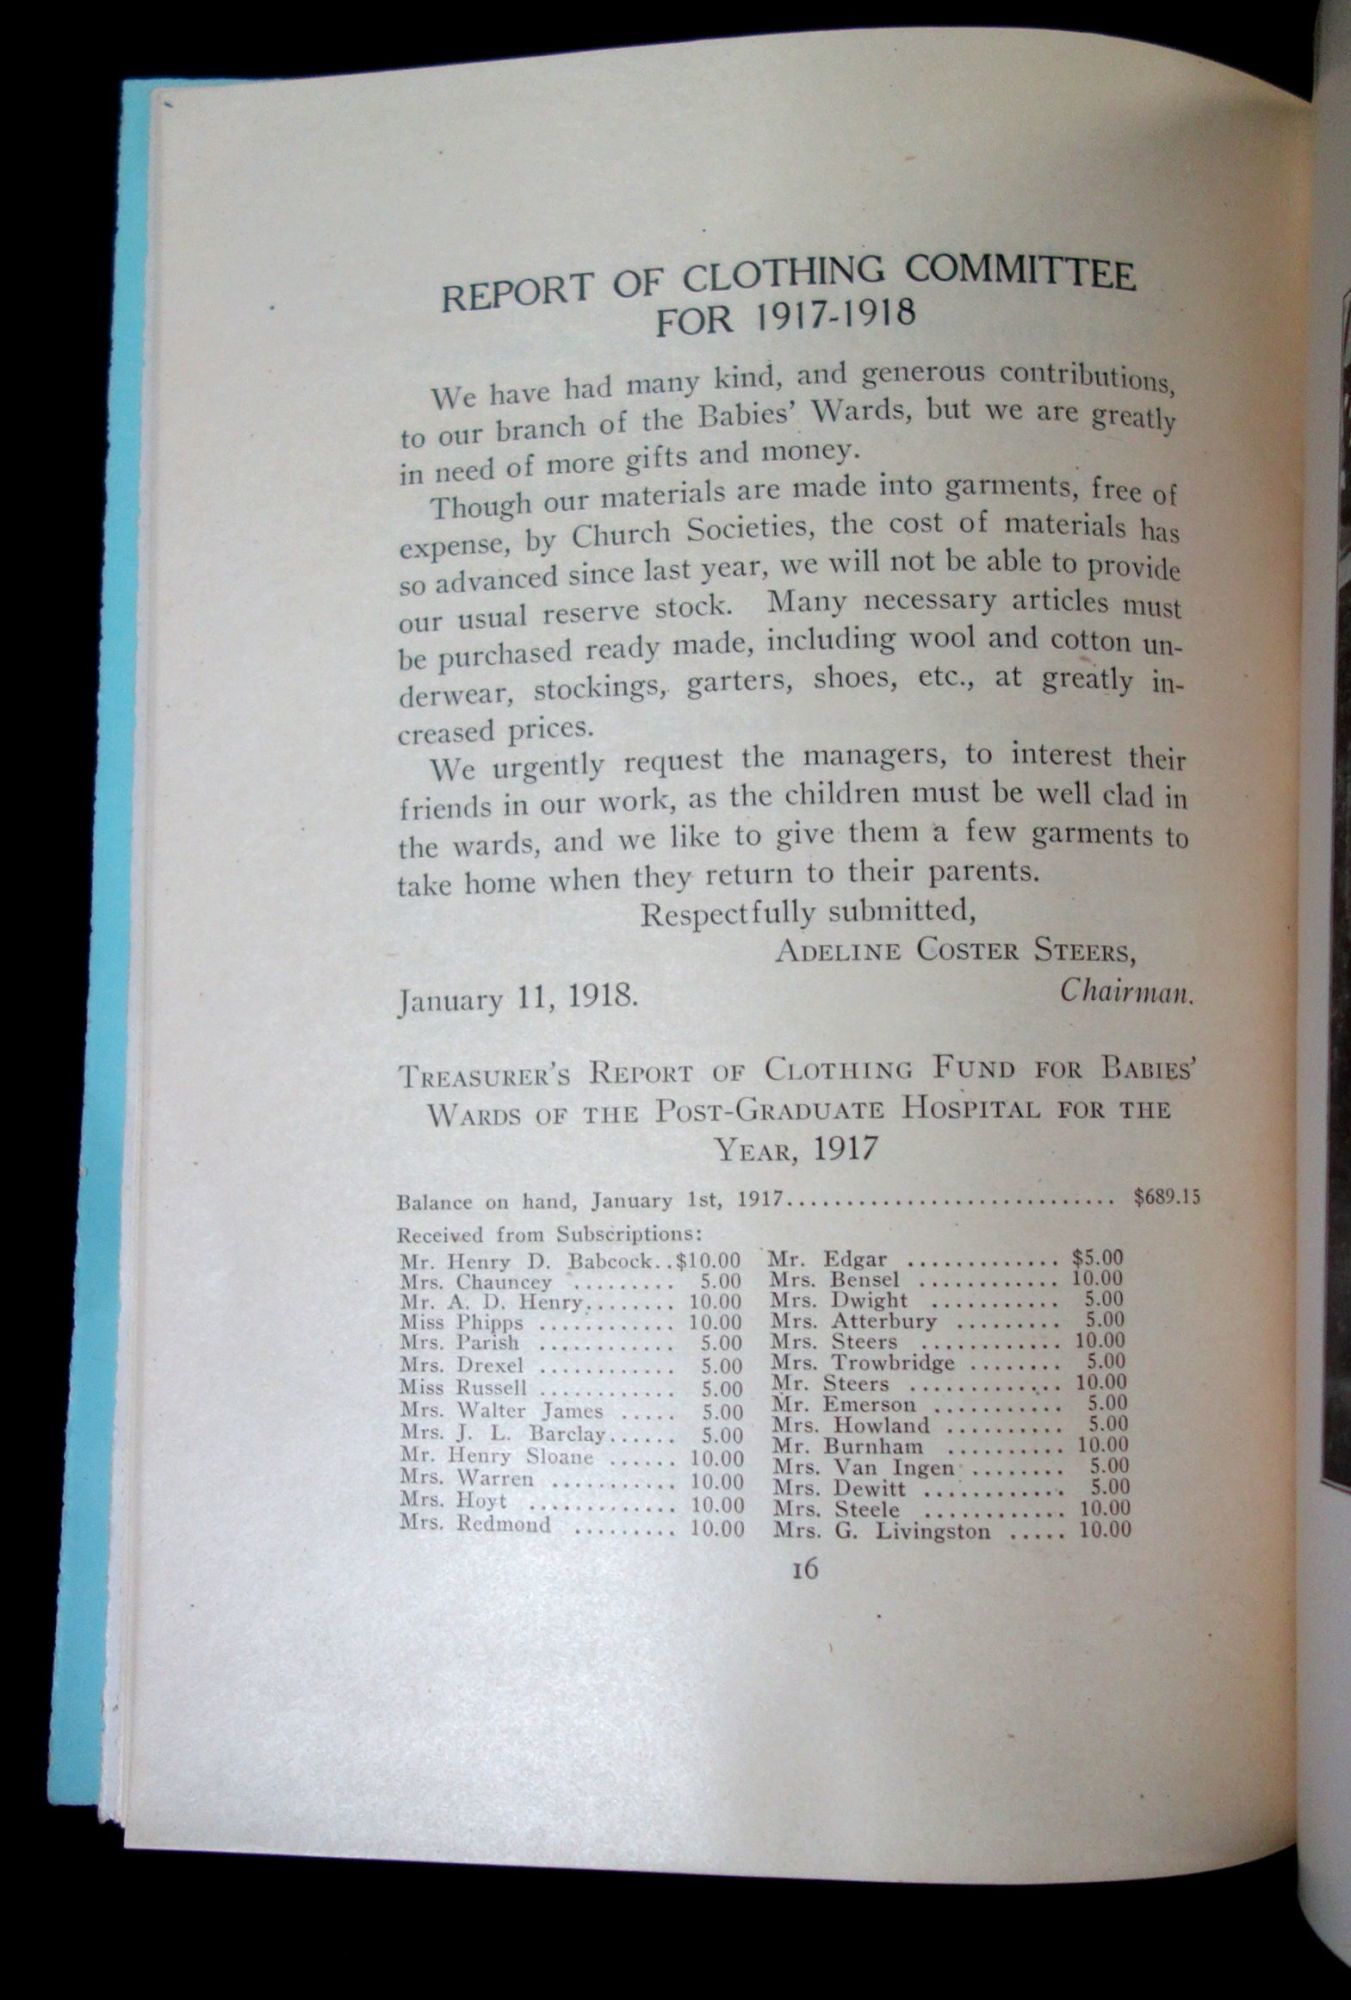 REPORT OF CLOTHING COMMITTEE
FOR 1917-1918
We have had many kind, and generous contributions,
to our branch of the Babies' Wards, but we are greatly
in need of more gifts and money.
Though our materials are made into garments, free of
expense, by Church Societies, the cost of materials has
so advanced since last year, we will not be able to provide
our usual reserve stock. Many necessary articles must
be purchased ready made, including wool and cotton un-
derwear, stockings, garters, shoes, etc., at greatly in-
creased prices.
We urgently request the managers, to interest their
friends in our work, as the children must be well clad in
the wards, and we like to give them a few garments to
take home when they return to their parents.
Respectfully submitted,
ADELINE COSTER STEERS,
January 11, 1918. Chairman.
TREASURER'S REPORT OF CLOTHING FUND FOR BABIES'
WARDS OF THE POST-GRADUATE HOSPITAL FOR THE
YEAR, 1917
Balance on hand, January 1st, 1917............................ $689.15
Received from Subscriptions:
Mr. Henry D. Babcock..$10.00
Mrs. Chauncey ......... 5.00
Mr. A. D. Henry........ 10.00
Miss Phipps ............ 10.00
Mrs. Parish ............ 5.00
Mrs. Drexel ............ 5.00
Miss Russell ............ 5.00
Mrs. Walter James ..... 5.00
Mrs. J. L. Barclay...... 5.00
Mr. Henry Sloane ...... 10.00
Mrs. Warren ........... 10.00
Mrs. Hoyt ............. 10.00
Mrs. Redmond ......... 10.00
Mr. Edgar ............. $5.00
Mrs. Bensel ............ 10.00
Mrs. Dwight ........... 5.00
Mrs. Atterbury ......... 5.00
Mrs. Steers ............ 10.00
Mrs. Trowbridge ........ 5.00
Mr. Steers ............. 10.00
Mr. Emerson ........... 5.00
Mrs. Howland .......... 5.00
Mr. Burnham .......... 10.00
Mrs. Van Ingen ........ 5.00
Mrs. Dewitt ............ 5.00
Mrs. Steele ............ 10.00
Mrs. G. Livingston ..... 10.00
16